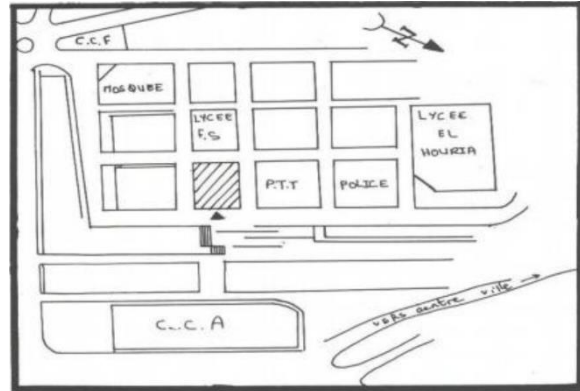 C.C.F
N
MOSQUEE
LYCEE
F.S
LYCEE
EL
HOURIA
P.T.T
POLICE
vers centre ville
C.C.A